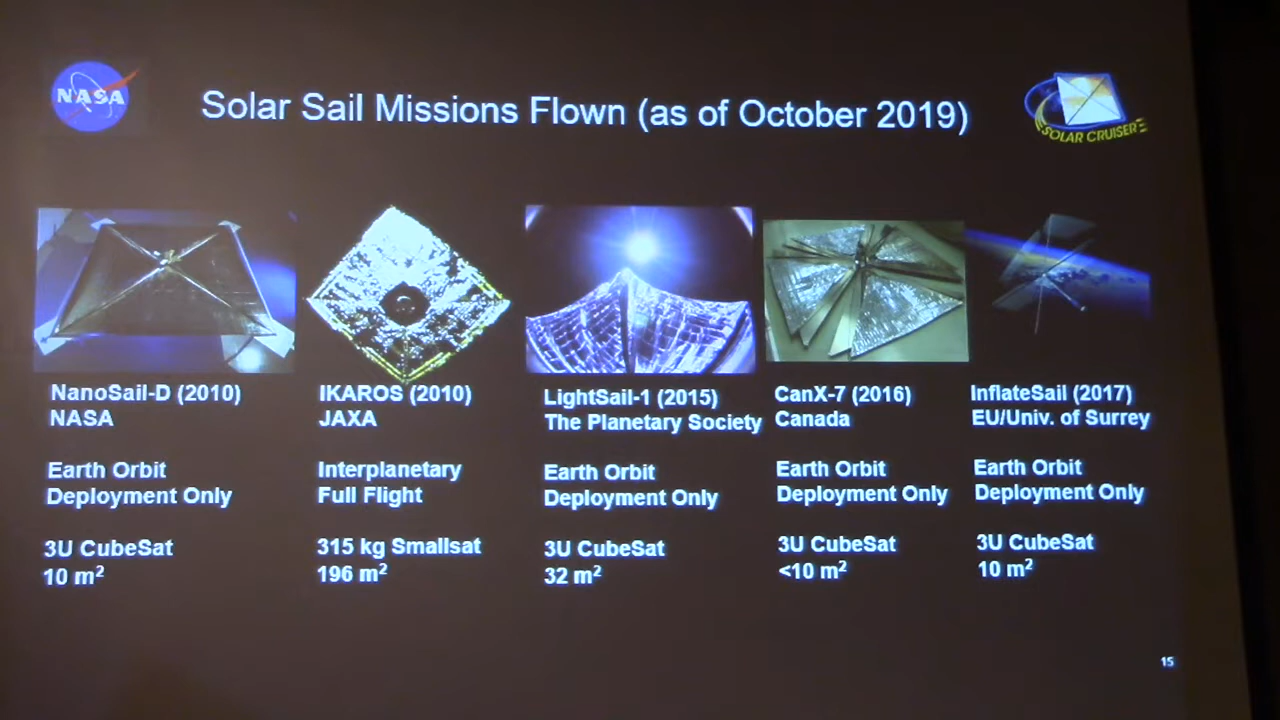 NASA
Solar Sail Missions Flown (as of October 2019)
SOLAR CRUISER
NanoSail-D (2010)
NASA
Earth Orbit
Deployment Only
3U CubeSat
10 m²
IKAROS (2010)
JAXA
Interplanetary
Full Flight
315 kg Smallsat
196 m²
LightSail-1 (2015)
The Planetary Society
Earth Orbit
Deployment Only
3U CubeSat
32 m²
CanX-7 (2016)
Canada
Earth Orbit
Deployment Only
3U CubeSat
<10 m²
InflateSail (2017)
EU/Univ. of Surrey
Earth Orbit
Deployment Only
3U CubeSat
10 m²
15